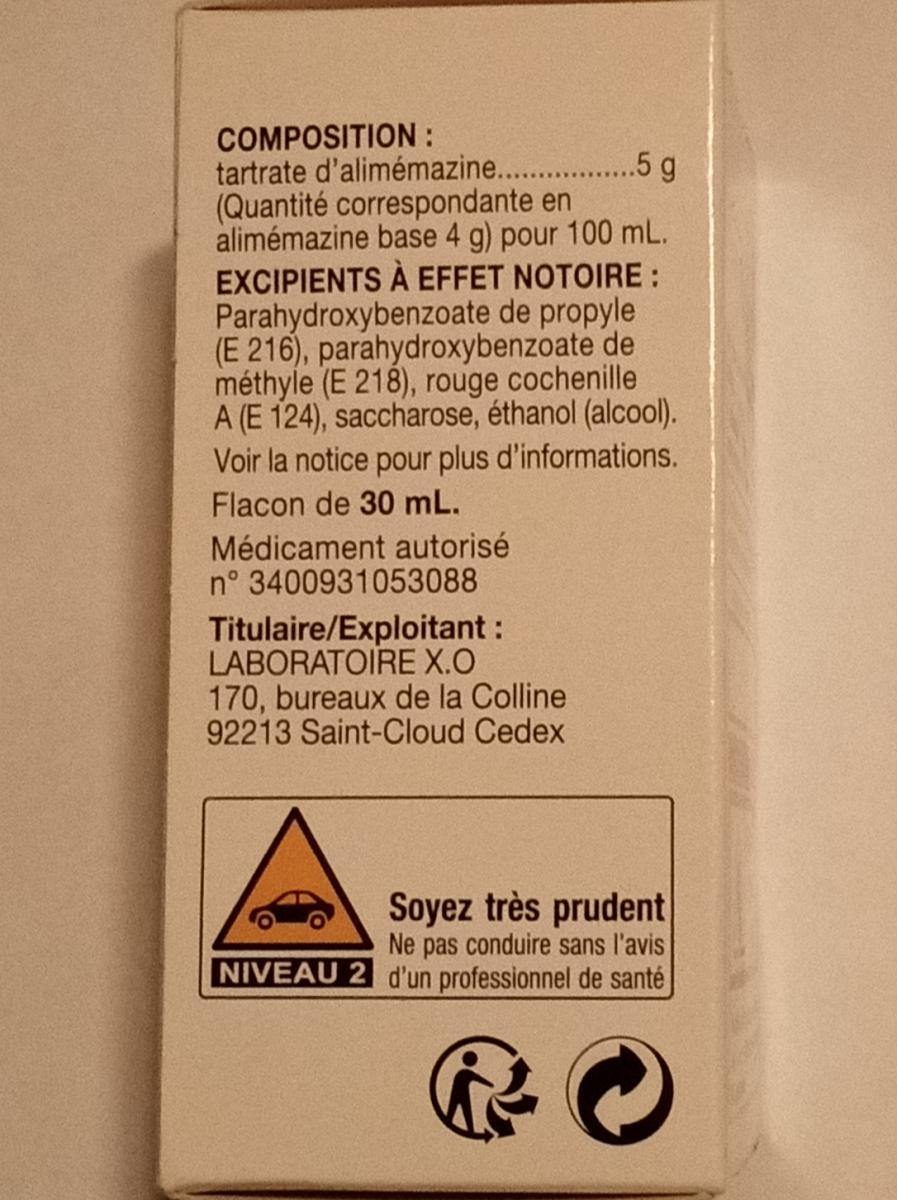 COMPOSITION :
tartrate d'alimémazine.................5 g
(Quantité correspondante en
alimémazine base 4 g) pour 100 mL.
EXCIPIENTS À EFFET NOTOIRE :
Parahydroxybenzoate de propyle
(E 216), parahydroxybenzoate de
méthyle (E 218), rouge cochenille
A (E 124), saccharose, éthanol (alcool).
Voir la notice pour plus d'informations.
Flacon de 30 mL.
Médicament autorisé
n° 3400931053088
Titulaire/Exploitant :
LABORATOIRE X.O
170, bureaux de la Colline
92213 Saint-Cloud Cedex
Soyez très prudent
Ne pas conduire sans l'avis
d'un professionnel de santé
NIVEAU 2